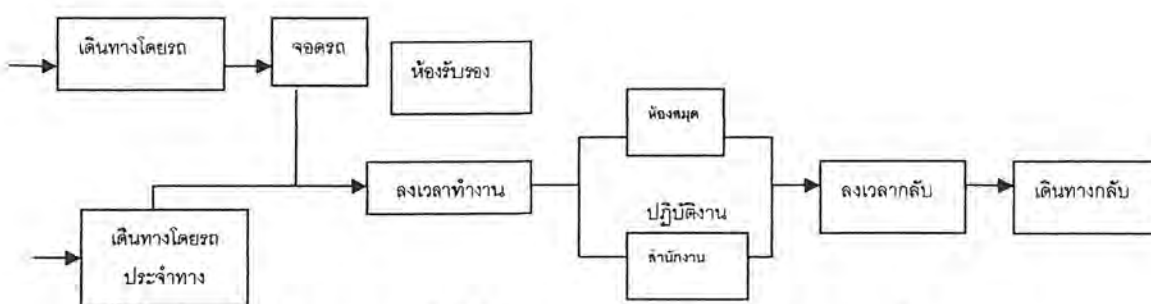 เดินทางโดยรถ
จอดรถ
ห้องรับรอง
ห้องสมุด
ลงเวลาทำงาน
ปฏิบัติงาน
สำนักงาน
ลงเวลากลับ
เดินทางกลับ
เดินทางโดยรถ
ประจำทาง